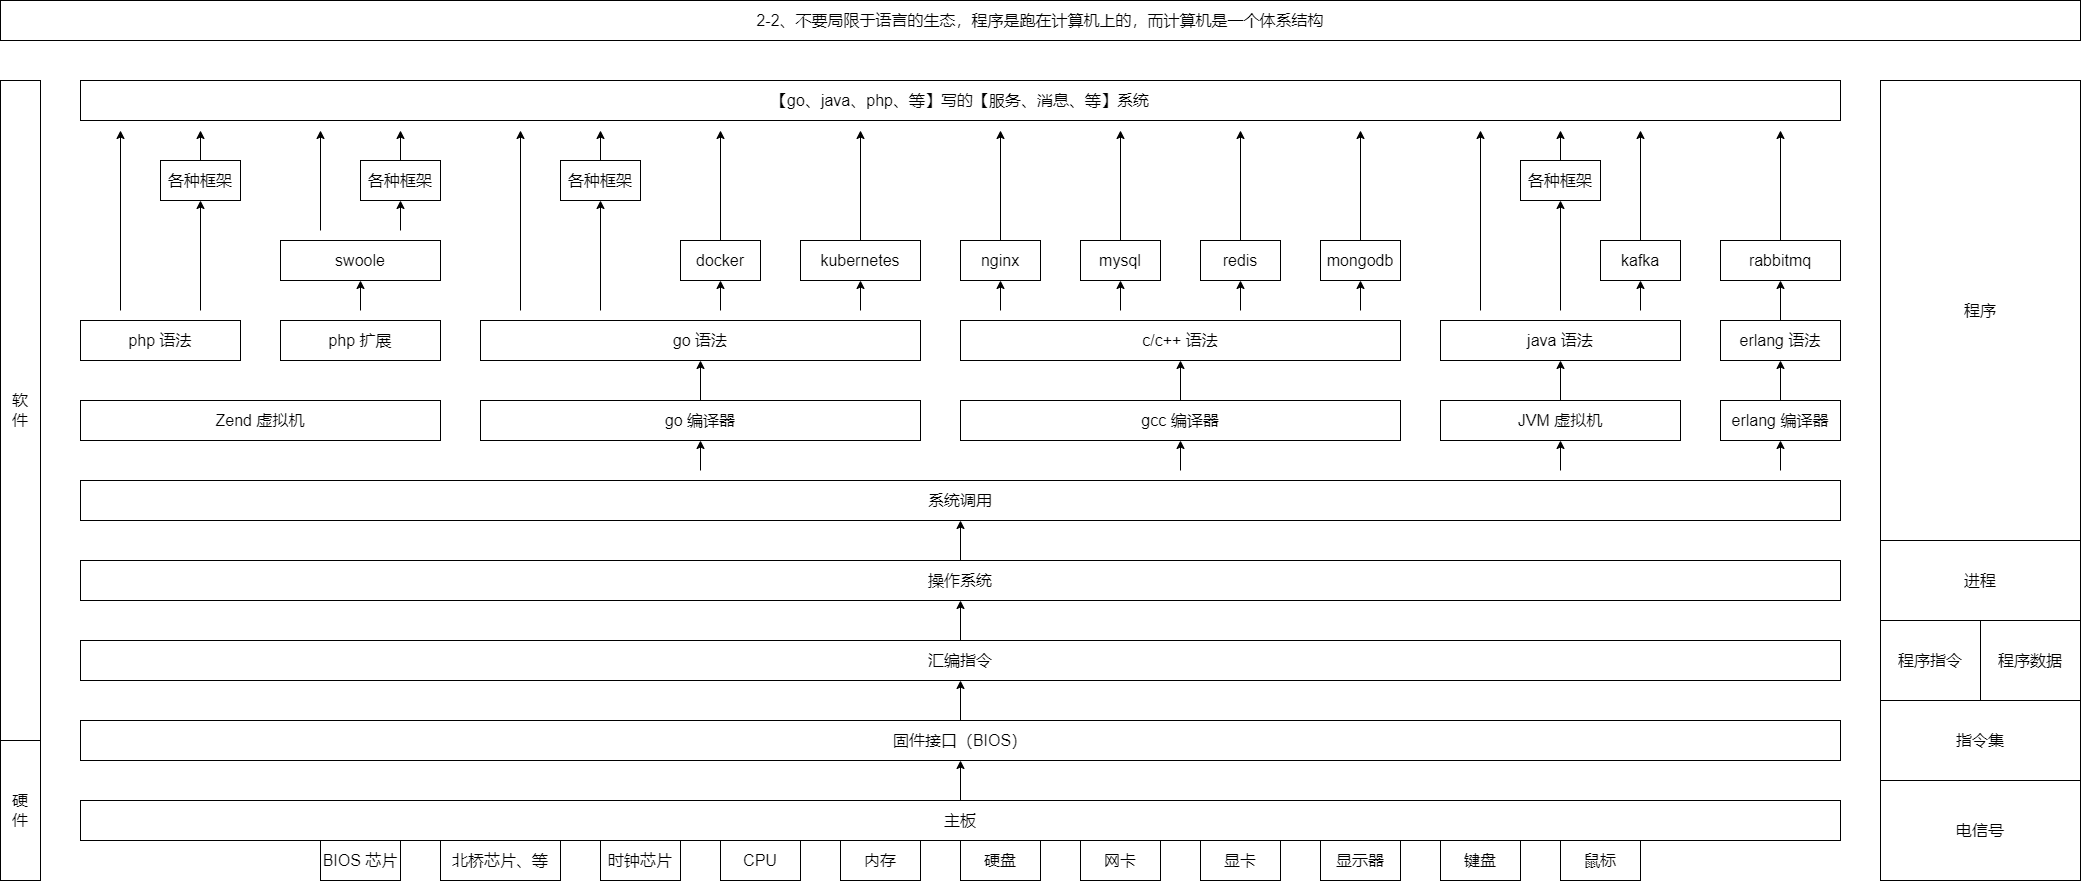 2-2、不要局限于语言的生态，程序是跑在计算机上的，而计算机是一个体系结构
【go、java、php、等】写的【服务、消息、等】系统
各种框架
各种框架
各种框架
各种框架
swoole
docker
kubernetes
nginx
mysql
redis
mongodb
kafka
rabbitmq
php 语法
php 扩展
go 语法
c/c++ 语法
java 语法
erlang 语法
Zend 虚拟机
go 编译器
gcc 编译器
JVM 虚拟机
erlang 编译器
系统调用
操作系统
汇编指令
固件接口（BIOS）
主板
BIOS 芯片
北桥芯片、等
时钟芯片
CPU
内存
硬盘
网卡
显卡
显示器
键盘
鼠标
软
件
硬
件
程序
进程
程序指令
程序数据
指令集
电信号